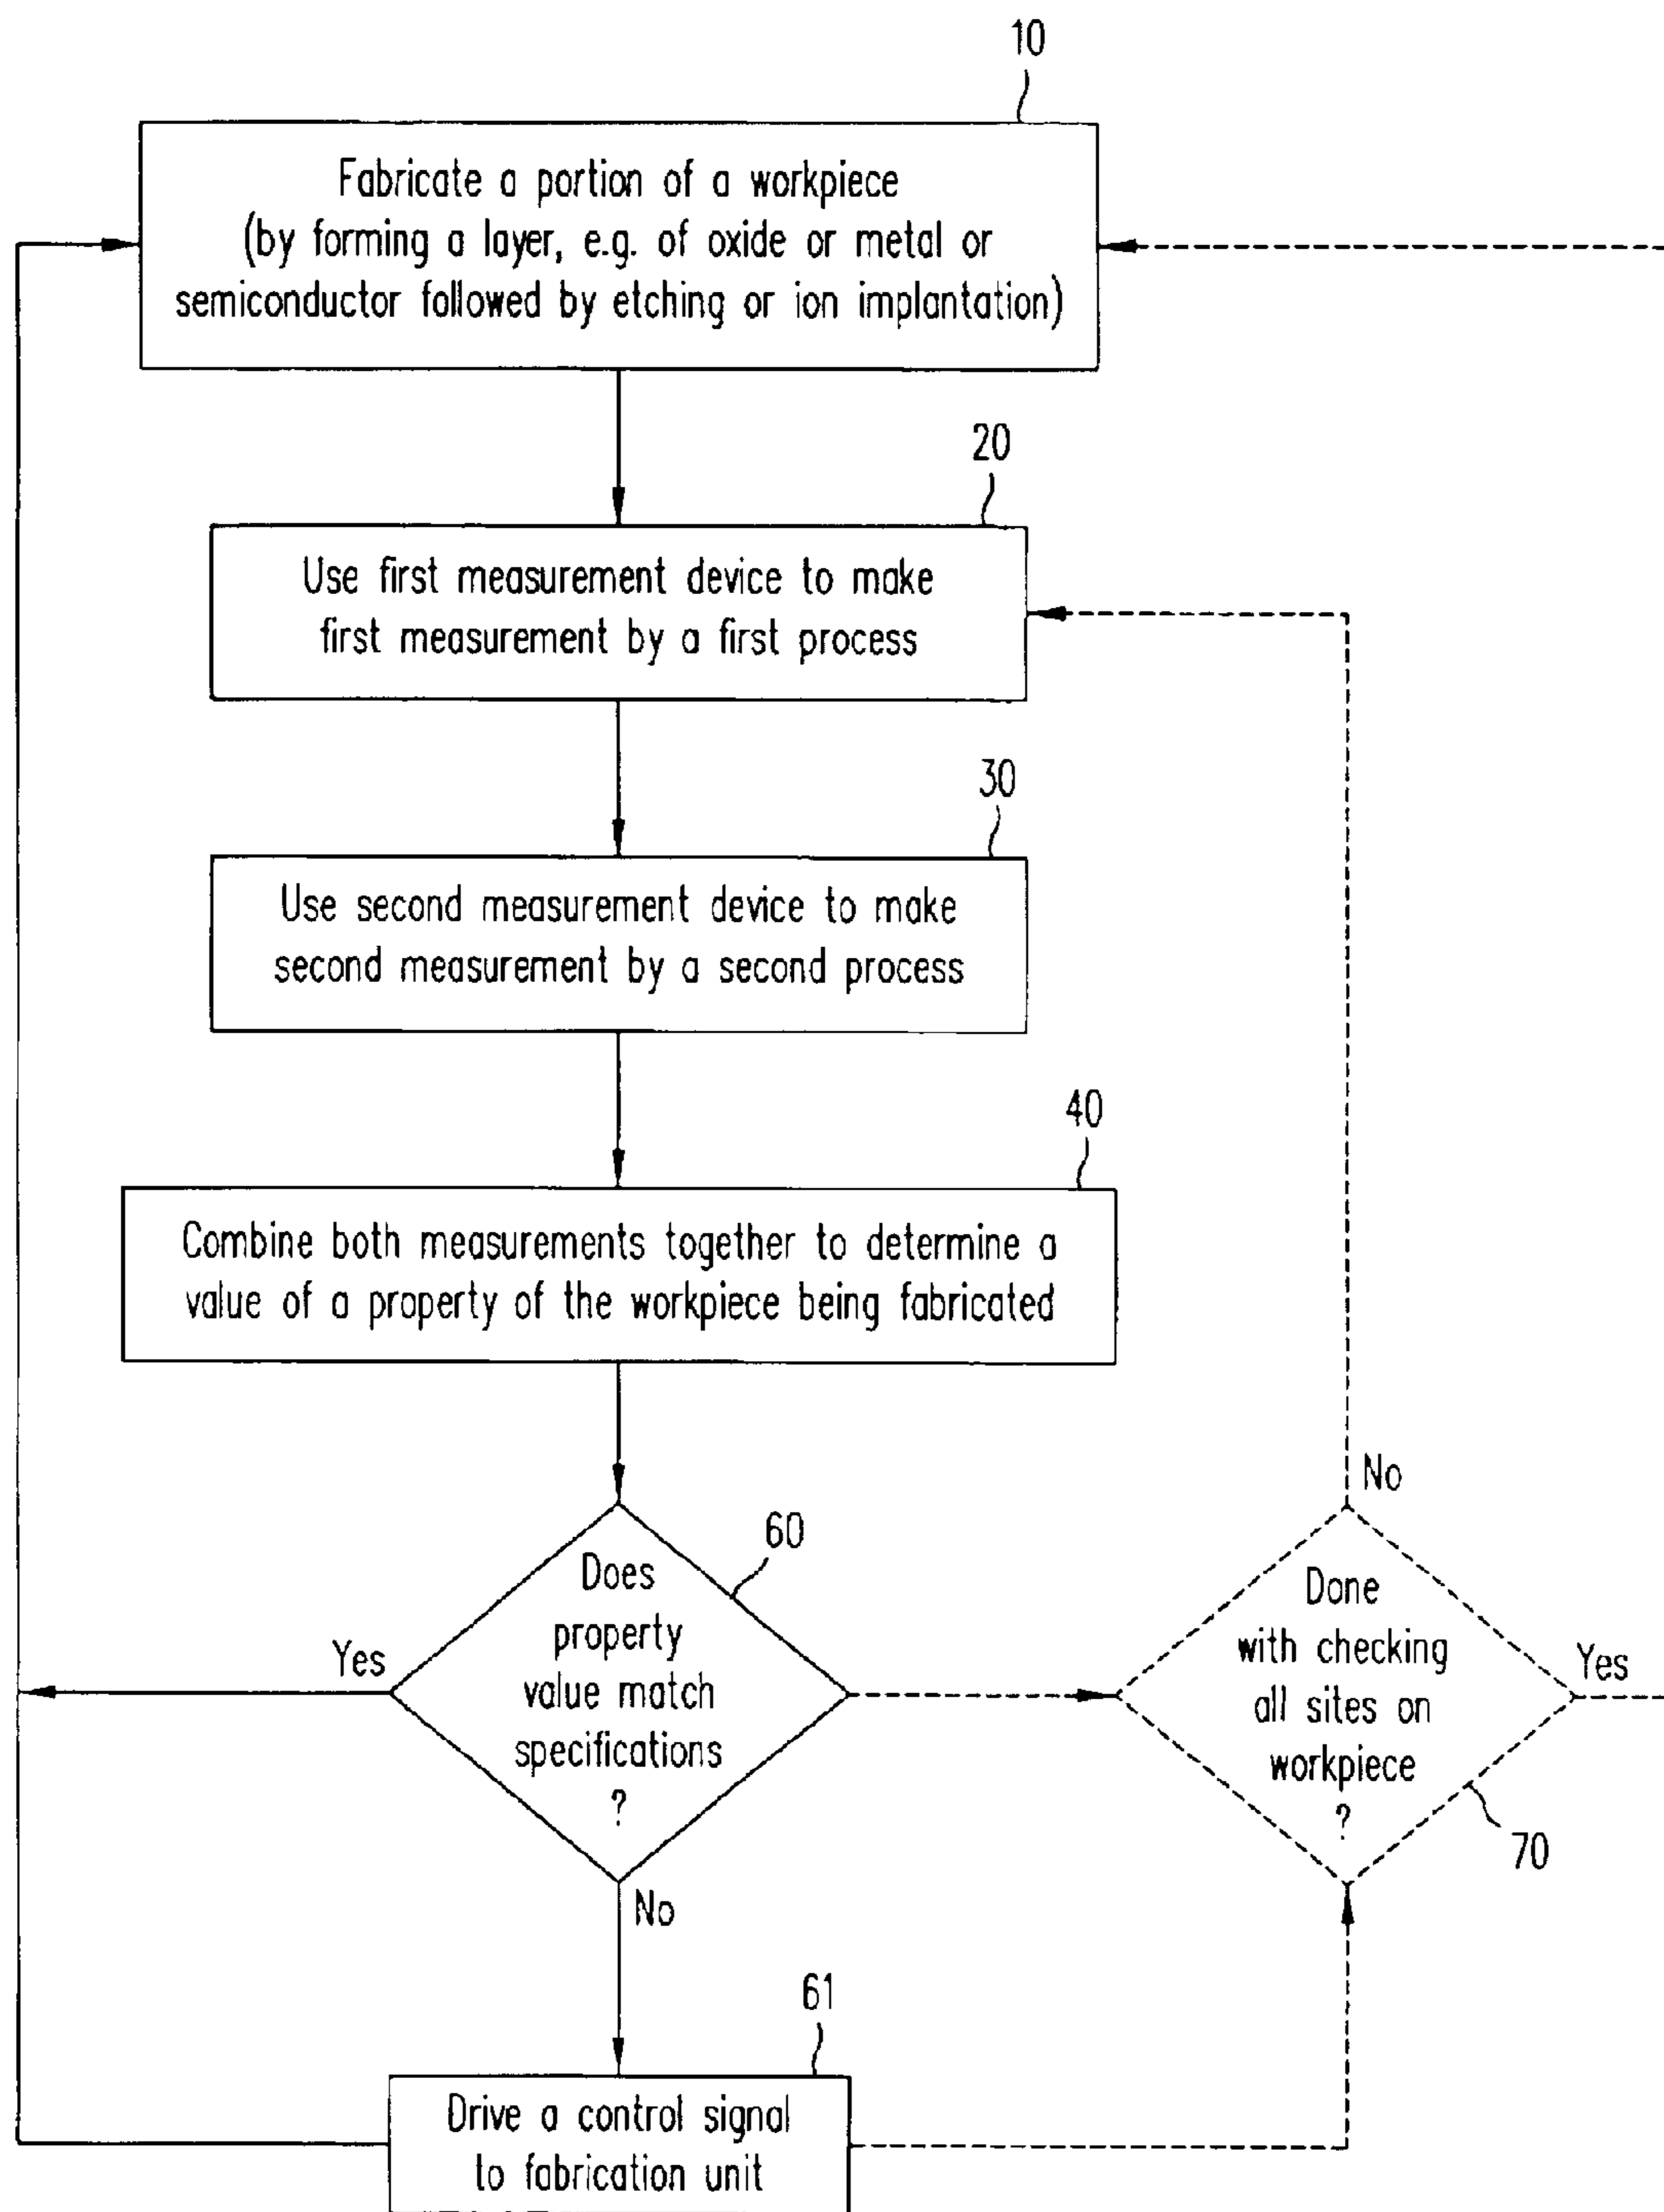 10
Fabricate a portion of a workpiece
(by forming a layer, e.g. of oxide or metal or
semiconductor followed by etching or ion implantation)
20
Use first measurement device to make
first measurement by a first process
30
Use second measurement device to make
second measurement by a second process
40
Combine both measurements together to determine a
value of a property of the workpiece being fabricated
60
Does
property
value match
specifications
?
Yes
No
Done
with checking
all sites on
workpiece
?
No
Yes
70
61
Drive a control signal
to fabrication unit